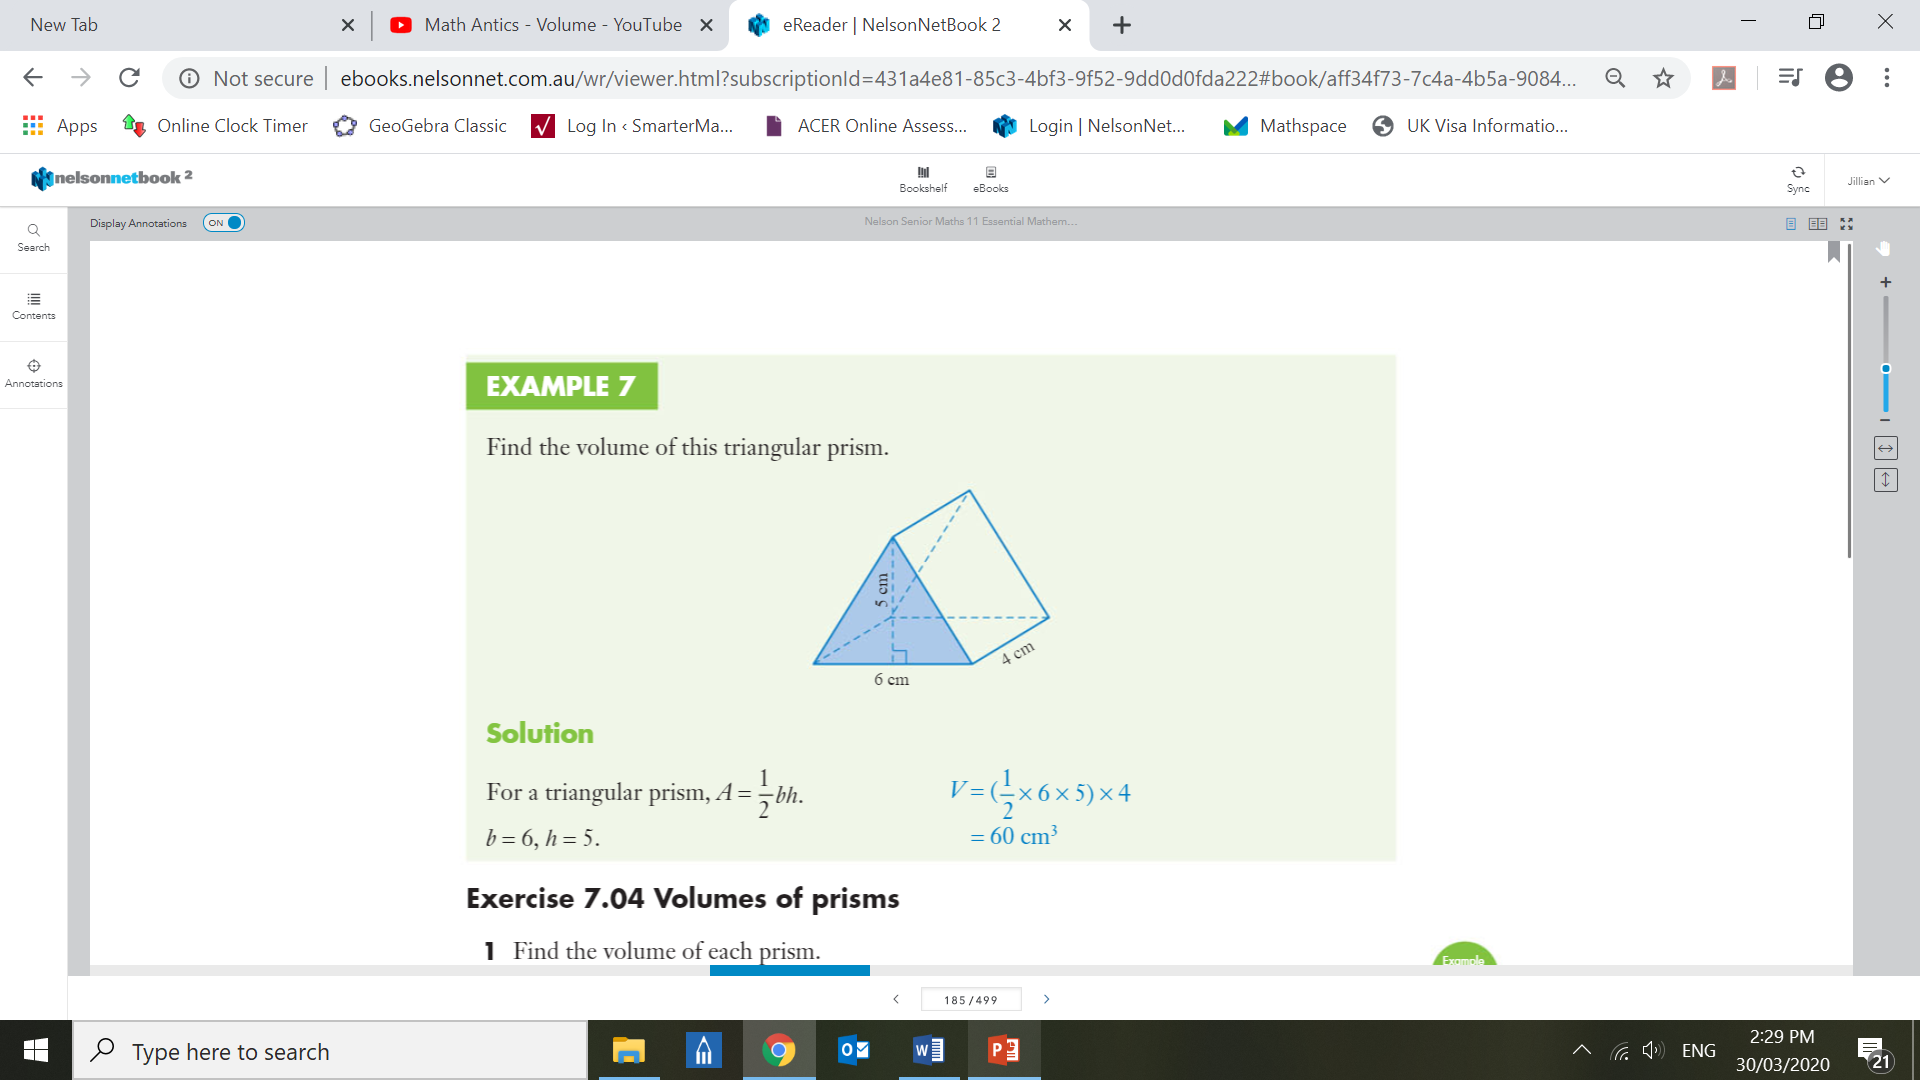 New Tab
Math Antics - Volume - YouTube
eReader | NelsonNetBook 2
Not secure
ebooks.nelsonnet.com.au/wr/viewer.html?subscriptionId=431a4e81-85c3-4bf3-9f52-9dd0d0fda222#book/aff34f73-7c4a-4b5a-9084...
Apps
Online Clock Timer
GeoGebra Classic
Log In ‹ SmarterMa...
ACER Online Assess...
Login | NelsonNet...
Mathspace
UK Visa Informatio...
nelsonnetbook 2
Bookshelf
eBooks
Sync
Jillian
Display Annotations
ON
Nelson Senior Maths 11 Essential Mathem...
Search
Contents
Annotations
EXAMPLE 7
Find the volume of this triangular prism.
5 cm
4 cm
6 cm
Solution
For a triangular prism, A = 1/2 bh.
b = 6, h = 5.
V = (1/2 × 6 × 5) × 4
= 60 cm³
Exercise 7.04 Volumes of prisms
1 Find the volume of each prism.
Example
185/499
Type here to search
ENG
2:29 PM
30/03/2020
21